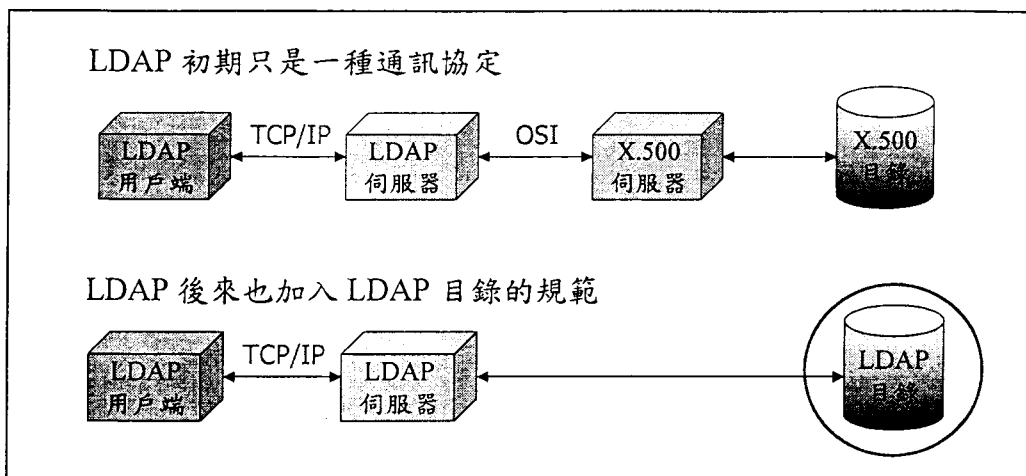 LDAP 初期只是一種通訊協定
TCP/IP
OSI
LDAP
用戶端
LDAP
伺服器
X.500
伺服器
X.500
目錄
LDAP 後來也加入 LDAP 目錄的規範
TCP/IP
LDAP
用戶端
LDAP
伺服器
LDAP
目錄